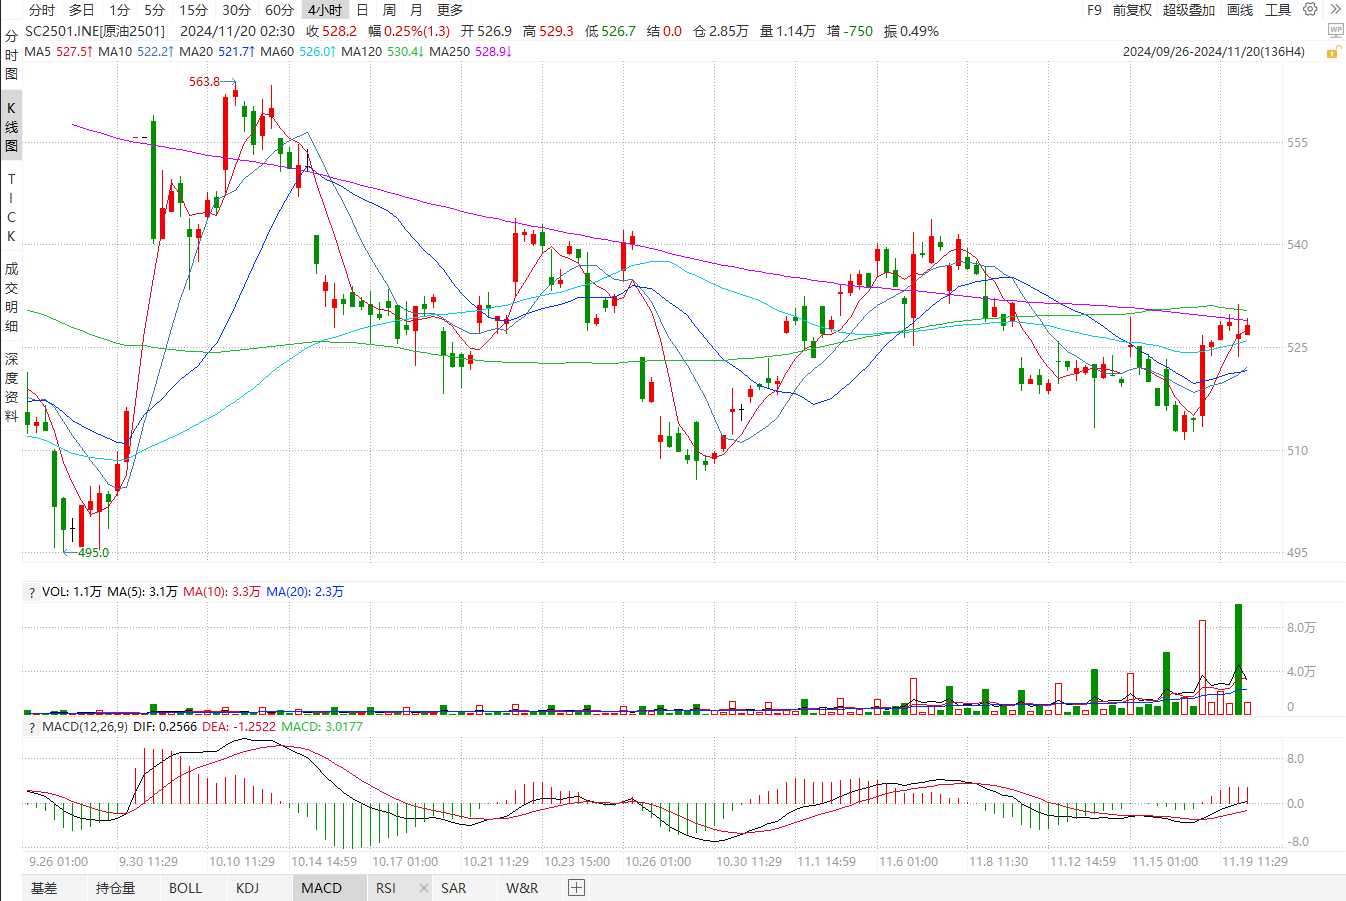 分时 多日 1分 5分 15分 30分 60分 4小时 日 周 月 更多 F9 前复权 超级叠加 画线 工具
SC2501.INE[原油2501] 2024/11/20 02:30 收 528.2 幅 0.25%(1.3) 开 526.9 高 529.3 低 526.7 结 0.0 仓 2.85万 量 1.14万 增 -750 振 0.49% WP
MA5 527.5↑ MA10 522.2↑ MA20 521.7↑ MA60 526.0↑ MA120 530.4↓ MA250 528.9↓ 2024/09/26-2024/11/20(136H4)
分时图
K线图
TICK
成交明细
深度资料
563.8
555
540
525
510
495
495.0
? VOL: 1.1万 MA(5): 3.1万 MA(10): 3.3万 MA(20): 2.3万
8.0万
4.0万
0
? MACD(12,26,9) DIF: 0.2566 DEA: -1.2522 MACD: 3.0177
8.0
0.0
-8.0
9.26 01:00 9.30 11:29 10.10 11:29 10.14 14:59 10.17 01:00 10.21 11:29 10.23 15:00 10.26 01:00 10.30 11:29 11.1 14:59 11.6 01:00 11.8 11:30 11.12 14:59 11.15 01:00 11.19 11:29
基差 持仓量 BOLL KDJ MACD RSI × SAR W&R +